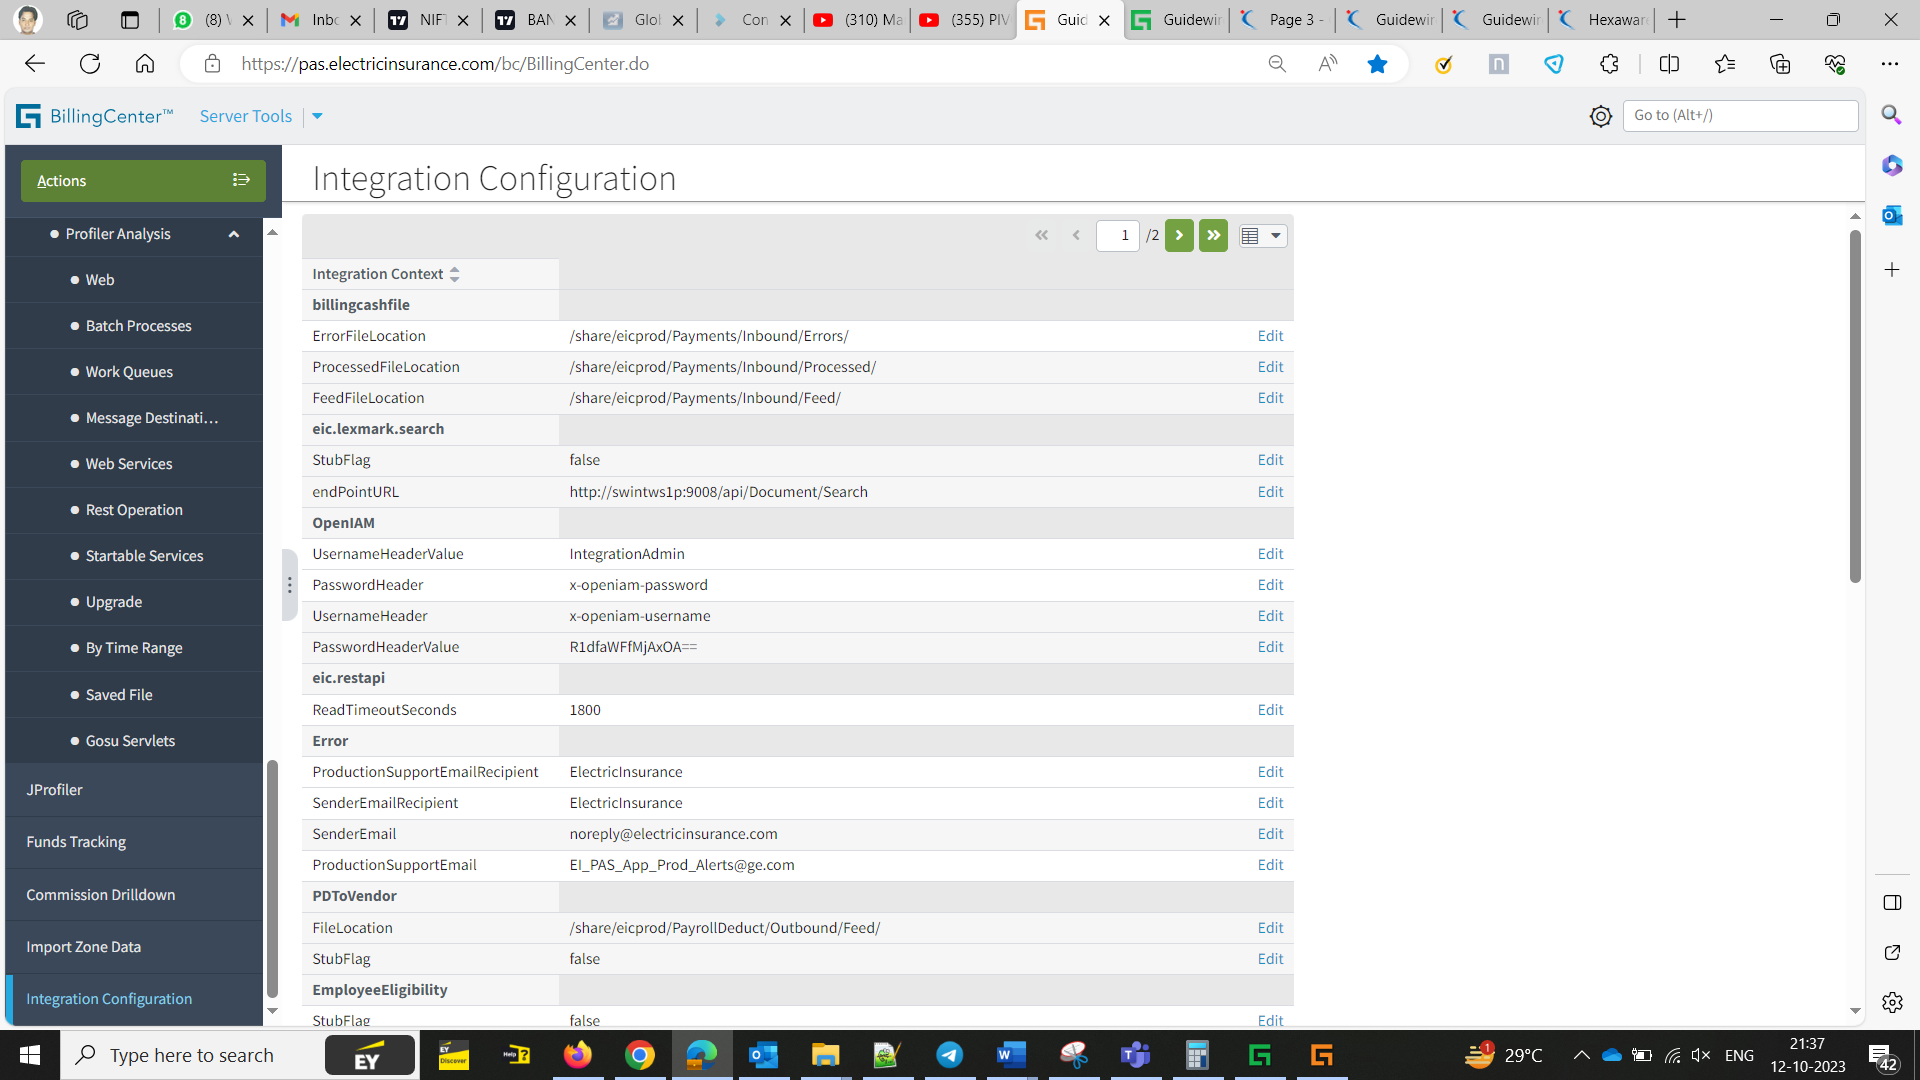 (8) W
Inbo
NIFT
BAN
Glob
Con
(310) Ma
(355) PIV
Guid
Guidewir
Page 3 -
Guidewir
Guidewir
Hexaware
https://pas.electricinsurance.com/bc/BillingCenter.do
BillingCenter™
Server Tools
Go to (Alt+/)
Actions
Profiler Analysis
Web
Batch Processes
Work Queues
Message Destinati...
Web Services
Rest Operation
Startable Services
Upgrade
By Time Range
Saved File
Gosu Servlets
JProfiler
Funds Tracking
Commission Drilldown
Import Zone Data
Integration Configuration
Integration Configuration
1 /2
Integration Context
billingcashfile
ErrorFileLocation /share/eicprod/Payments/Inbound/Errors/ Edit
ProcessedFileLocation /share/eicprod/Payments/Inbound/Processed/ Edit
FeedFileLocation /share/eicprod/Payments/Inbound/Feed/ Edit
eic.lexmark.search
StubFlag false Edit
endPointURL http://swintws1p:9008/api/Document/Search Edit
OpenIAM
UsernameHeaderValue IntegrationAdmin Edit
PasswordHeader x-openiam-password Edit
UsernameHeader x-openiam-username Edit
PasswordHeaderValue R1dfaWFfMjAxOA== Edit
eic.restapi
ReadTimeoutSeconds 1800 Edit
Error
ProductionSupportEmailRecipient ElectricInsurance Edit
SenderEmailRecipient ElectricInsurance Edit
SenderEmail noreply@electricinsurance.com Edit
ProductionSupportEmail EI_PAS_App_Prod_Alerts@ge.com Edit
PDToVendor
FileLocation /share/eicprod/PayrollDeduct/Outbound/Feed/ Edit
StubFlag false Edit
EmployeeEligibility
StubFlag false Edit
Type here to search
EY
EY Discover
Help ?
1
29°C
ENG
21:37
12-10-2023
42